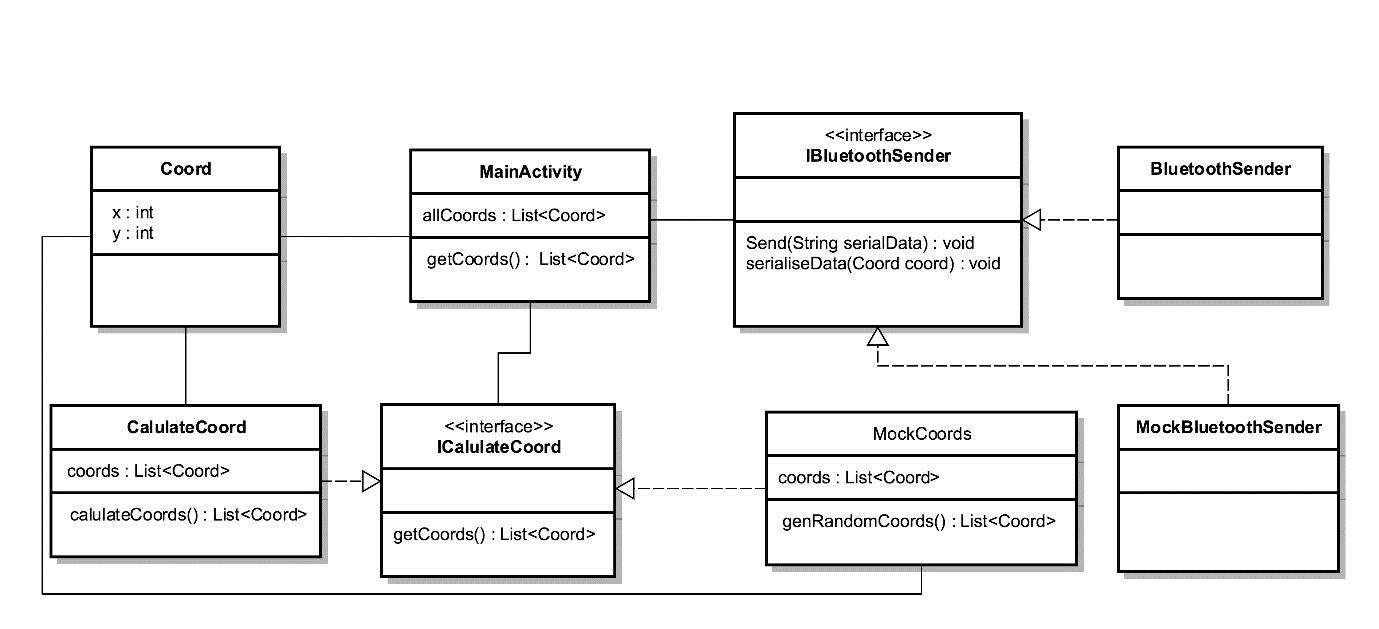 Coord
x : int
y : int
MainActivity
allCoords : List<Coord>
getCoords() :  List<Coord>
<<interface>>
IBluetoothSender
Send(String serialData) : void
serialiseData(Coord coord) : void
BluetoothSender
CalulateCoord
coords : List<Coord>
calulateCoords() : List<Coord>
<<interface>>
ICalulateCoord
getCoords() : List<Coord>
MockCoords
coords : List<Coord>
genRandomCoords() : List<Coord>
MockBluetoothSender